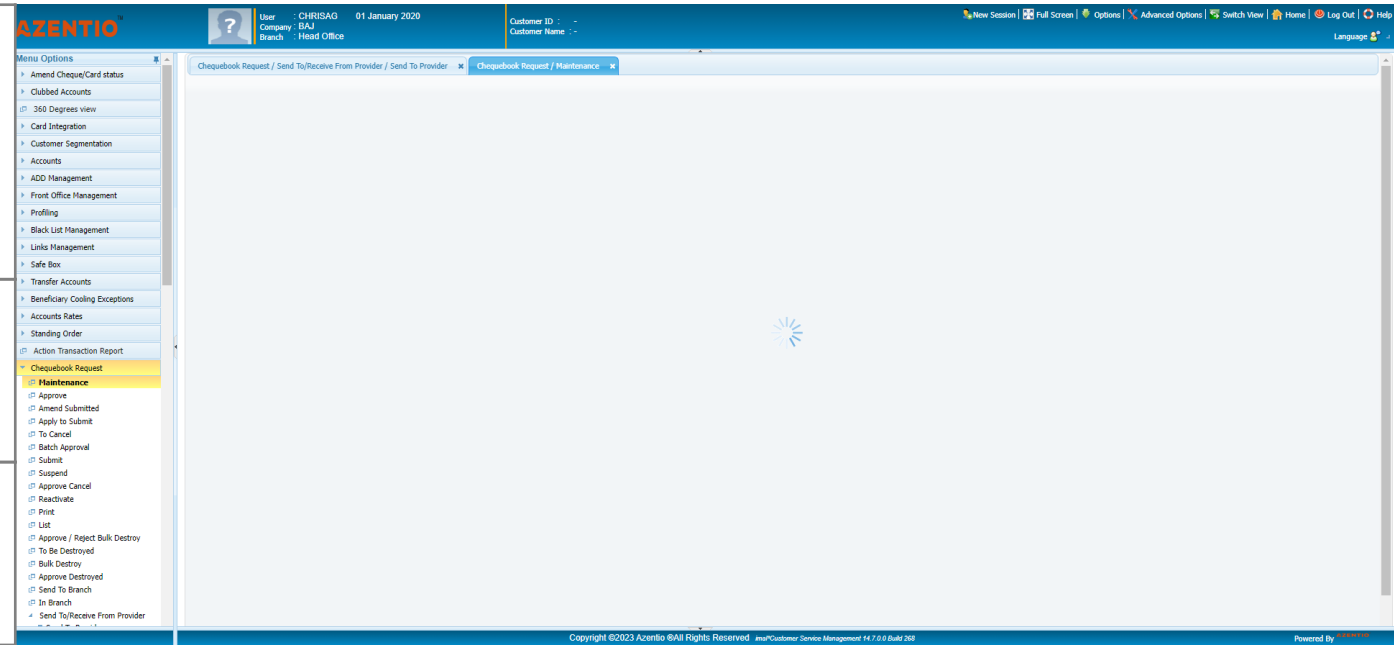 AZENTIO
User : CHRISAG 01 January 2020
Company : BAJ
Branch : Head Office
Customer ID : -
Customer Name : -
New Session | Full Screen | Options | Advanced Options | Switch View | Home | Log Out | Help
Language
Menu Options
Amend Cheque/Card status
Clubbed Accounts
360 Degrees view
Card Integration
Customer Segmentation
Accounts
ADD Management
Front Office Management
Profiling
Black List Management
Links Management
Safe Box
Transfer Accounts
Beneficiary Cooling Exceptions
Accounts Rates
Standing Order
Action Transaction Report
Chequebook Request
Maintenance
Approve
Amend Submitted
Apply to Submit
To Cancel
Batch Approval
Submit
Suspend
Approve Cancel
Reactivate
Print
List
Approve / Reject Bulk Destroy
To Be Destroyed
Bulk Destroy
Approve Destroyed
Send To Branch
In Branch
Send To/Receive From Provider
Chequebook Request / Send To/Receive From Provider / Send To Provider
Chequebook Request / Maintenance
Copyright ©2023 Azentio ®All Rights Reserved imal®Customer Service Management 14.7.0.0 Build 268
Powered By AZENTIO